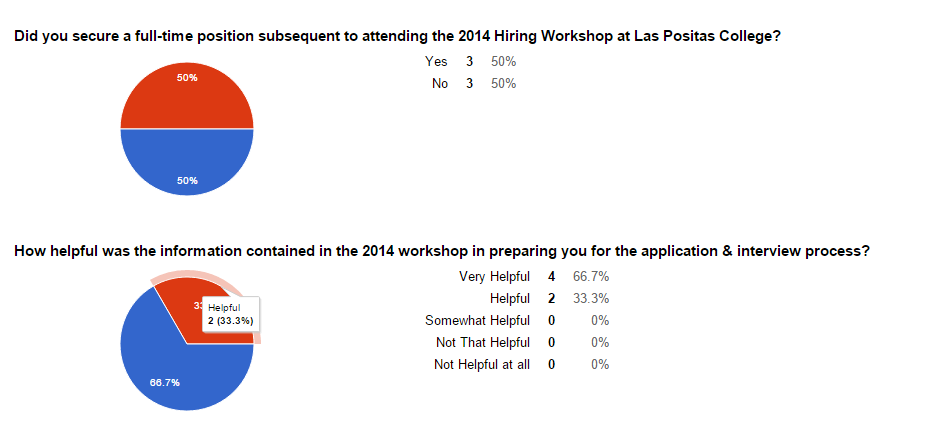 Did you secure a full-time position subsequent to attending the 2014 Hiring Workshop at Las Positas College?
50%
50%
Yes 3 50%
No 3 50%
How helpful was the information contained in the 2014 workshop in preparing you for the application & interview process?
Helpful
2 (33.3%)
66.7%
Very Helpful 4 66.7%
Helpful 2 33.3%
Somewhat Helpful 0 0%
Not That Helpful 0 0%
Not Helpful at all 0 0%